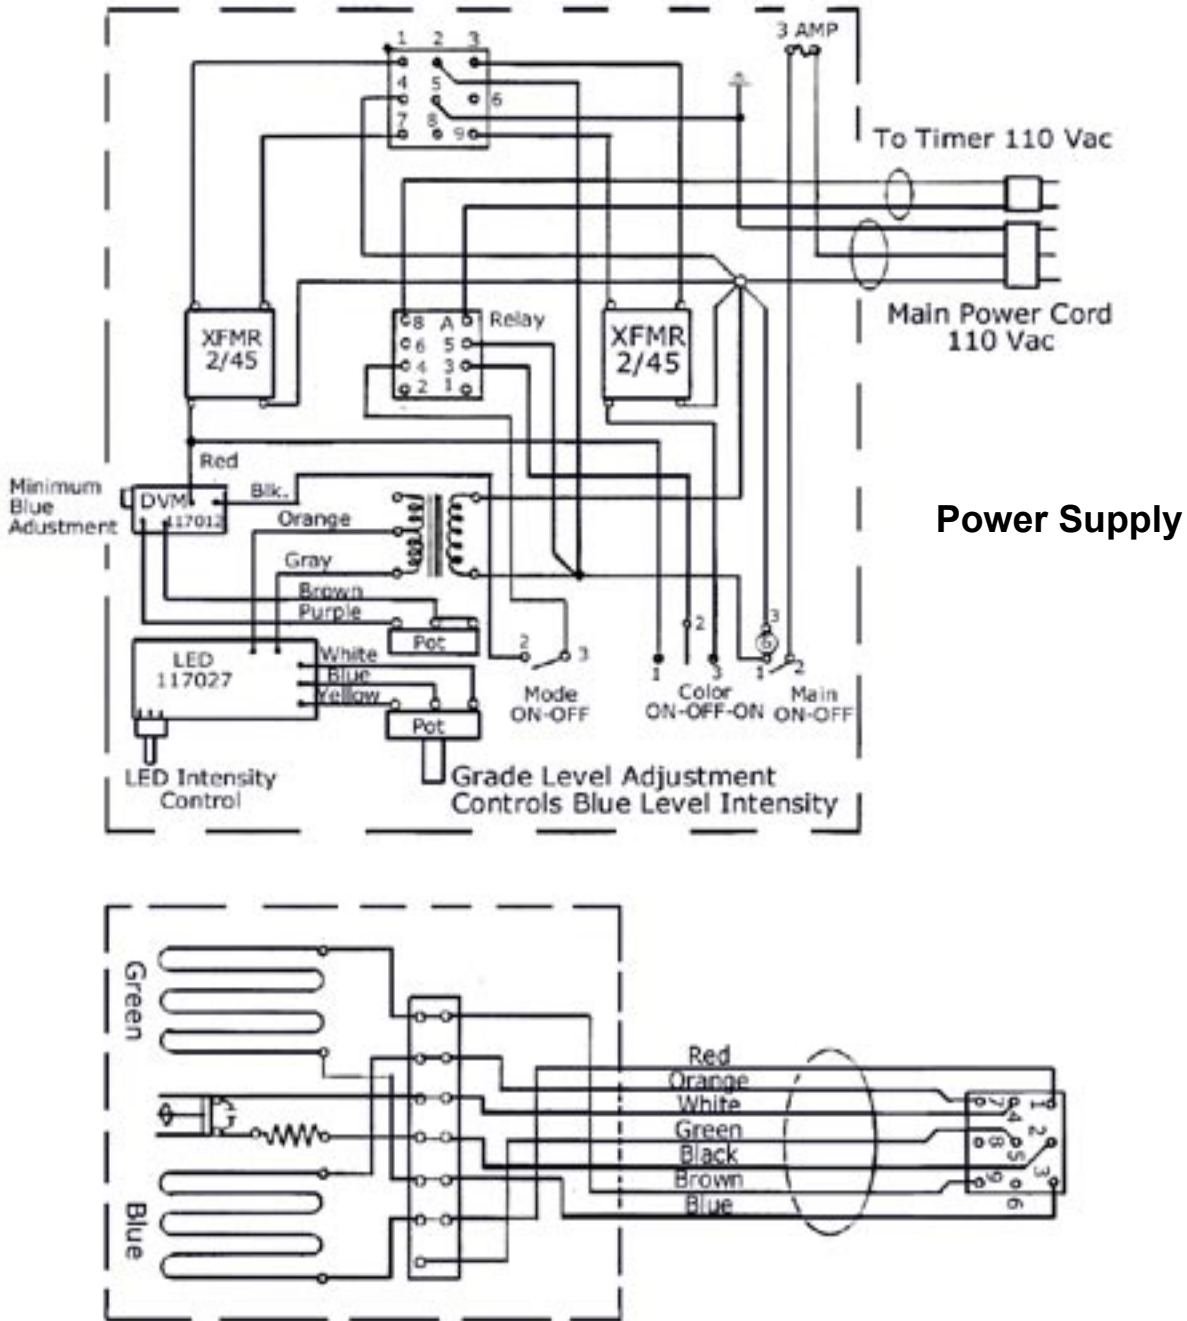 3 AMP
1 2 3
4 5 6
7 8 9
To Timer 110 Vac
Main Power Cord
110 Vac
XFMR
2/45
8 A Relay
6 5
4 3
2 1
XFMR
2/45
Red
Minimum
Blue
Adustment
DVM
117012
Blk.
Orange
Gray
Brown
Purple
Power Supply
Pot
LED
117027
White
Blue
Yellow
Pot
2 3
Mode
ON-OFF
1 2 3
Color
ON-OFF-ON
3
G
1 2
Main
ON-OFF
LED Intensity
Control
Grade Level Adjustment
Controls Blue Level Intensity
Green
Blue
Red
Orange
White
Green
Black
Brown
Blue
7 4 1
8 5 2
9 6 3